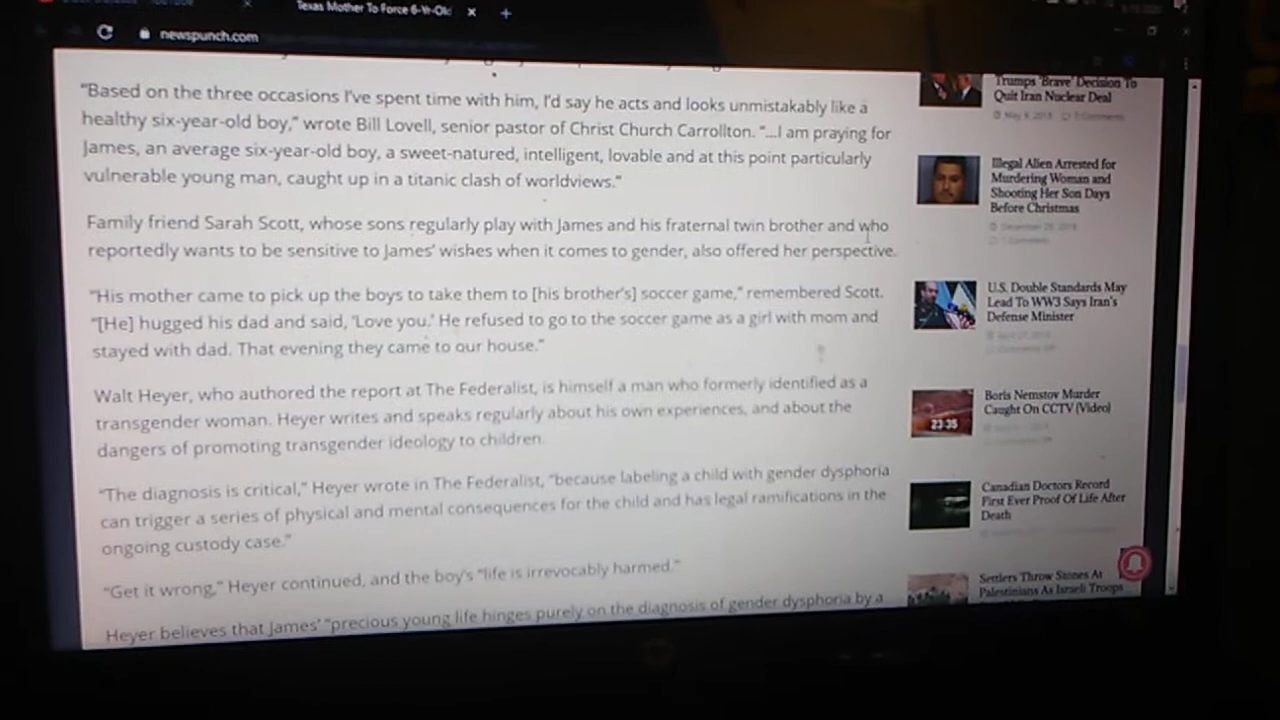 Texas Mother To Force 6-Yr-Old
newspunch.com
"Based on the three occasions I've spent time with him, I'd say he acts and looks unmistakably like a
healthy six-year-old boy," wrote Bill Lovell, senior pastor of Christ Church Carrollton. "...I am praying for
James, an average six-year-old boy, a sweet-natured, intelligent, lovable and at this point particularly
vulnerable young man, caught up in a titanic clash of worldviews."
Family friend Sarah Scott, whose sons regularly play with James and his fraternal twin brother and who
reportedly wants to be sensitive to James' wishes when it comes to gender, also offered her perspective.
"His mother came to pick up the boys to take them to [his brother's] soccer game," remembered Scott.
"[He] hugged his dad and said, 'Love you.' He refused to go to the soccer game as a girl with mom and
stayed with dad. That evening they came to our house."
Walt Heyer, who authored the report at The Federalist, is himself a man who formerly identified as a
transgender woman. Heyer writes and speaks regularly about his own experiences, and about the
dangers of promoting transgender ideology to children.
"The diagnosis is critical," Heyer wrote in The Federalist, "because labeling a child with gender dysphoria
can trigger a series of physical and mental consequences for the child and has legal ramifications in the
ongoing custody case."
"Get it wrong," Heyer continued, and the boy's "life is irrevocably harmed."
Heyer believes that James' "precious young life hinges purely on the diagnosis of gender dysphoria by a
Trumps 'Brave' Decision To
Quit Iran Nuclear Deal
May 9, 2018
Illegal Alien Arrested for
Murdering Woman and
Shooting Her Son Days
Before Christmas
U.S. Double Standards May
Lead To WW3 Says Iran's
Defense Minister
Boris Nemstov Murder
Caught On CCTV (Video)
23:35
Canadian Doctors Record
First Ever Proof Of Life After
Death
Settlers Throw Stones At
Palestinians As Israeli Troops